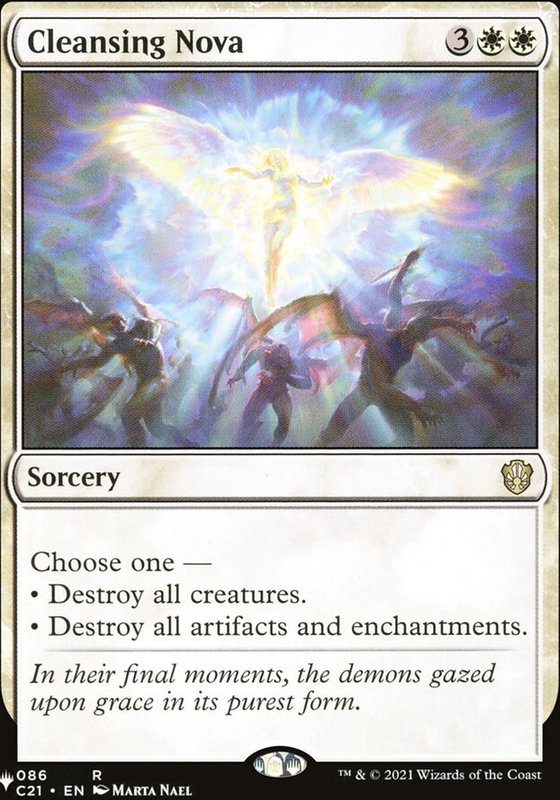 Cleansing Nova 3
Sorcery
Choose one —
• Destroy all creatures.
• Destroy all artifacts and enchantments.
In their final moments, the demons gazed
upon grace in its purest form.
086 R
C21 • EN Marta Nael
™ & © 2021 Wizards of the Coast